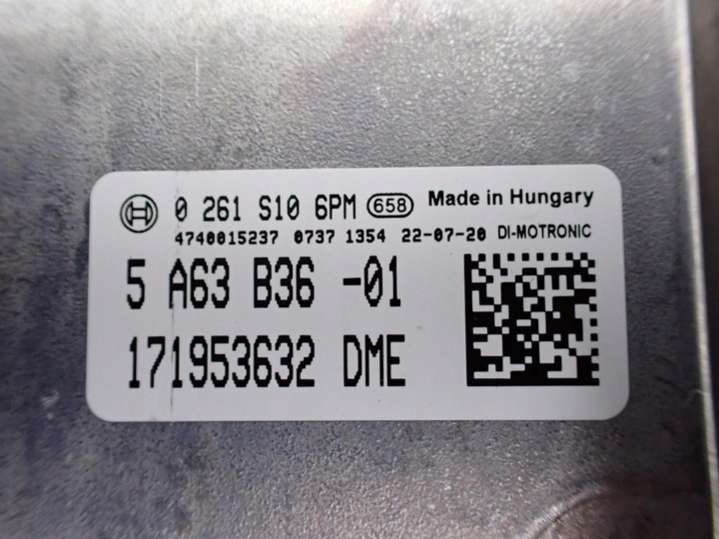 0 261 S10 6PM 658 Made in Hungary
4740015237 0737 1354 22-07-20 DI-MOTRONIC
5 A63 B36 -01
171953632 DME